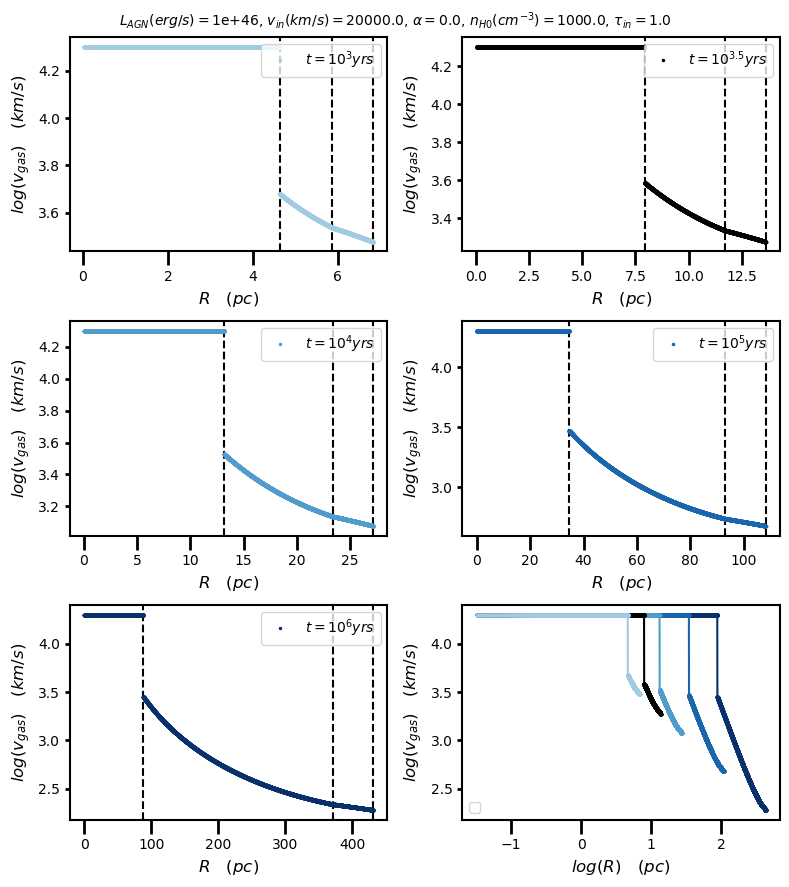 L_AGN(erg/s) = 1e+46, v_in(km/s) = 20000.0, α = 0.0, n_H0(cm^−3) = 1000.0, τ_in = 1.0
4.2
4.0
3.8
3.6
log(v_gas) (km/s)
t = 10^3 yrs
0 2 4 6
R (pc)
4.2
4.0
3.8
3.6
3.4
log(v_gas) (km/s)
t = 10^3.5 yrs
0.0 2.5 5.0 7.5 10.0 12.5
R (pc)
4.2
4.0
3.8
3.6
3.4
3.2
log(v_gas) (km/s)
t = 10^4 yrs
0 5 10 15 20 25
R (pc)
4.0
3.5
3.0
log(v_gas) (km/s)
t = 10^5 yrs
0 20 40 60 80 100
R (pc)
4.0
3.5
3.0
2.5
log(v_gas) (km/s)
t = 10^6 yrs
0 100 200 300 400
R (pc)
4.0
3.5
3.0
2.5
log(v_gas) (km/s)
−1 0 1 2
log(R) (pc)